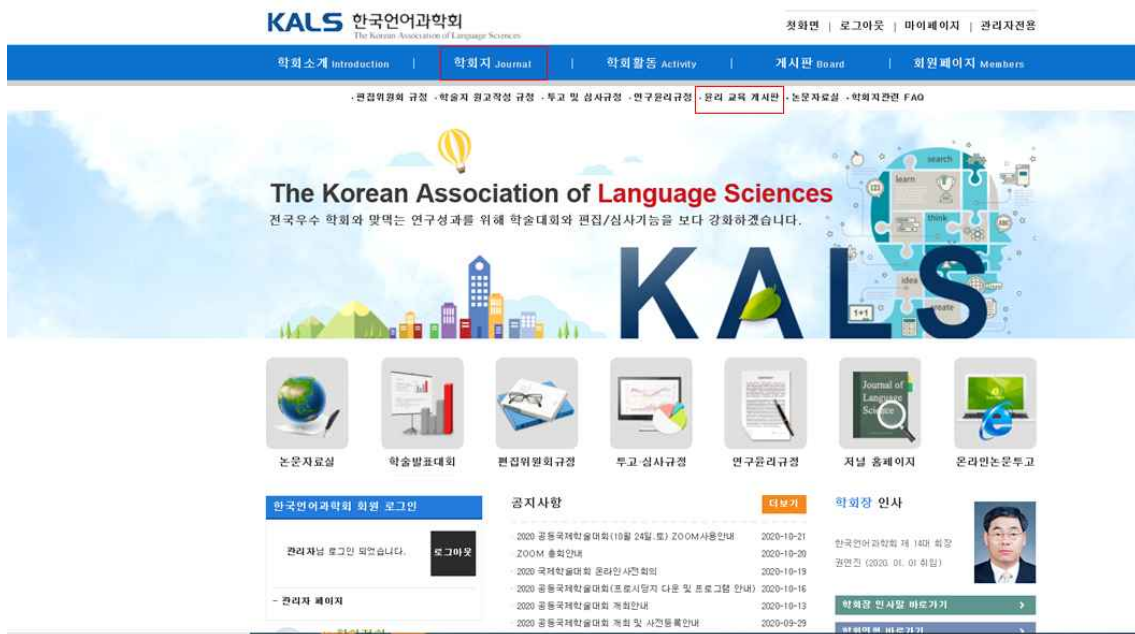 KALS 한국언어과학회
The Korean Association of Language Sciences
첫화면 | 로그아웃 | 마이페이지 | 관리자전용
학회소개 Introduction | 학회지 Journal | 학회활동 Activity | 게시판 Board | 회원페이지 Members
·편집위원회 규정 ·학술지 원고작성 규정 ·투고 및 심사규정 ·연구윤리규정 ·윤리 교육 게시판 ·논문자료실 ·학회지관련 FAQ
The Korean Association of Language Sciences
전국우수 학회와 맞먹는 연구성과를 위해 학술대회와 편집/심사기능을 보다 강화하겠습니다.
search
learn
123
think
ABC
idea
create
1+1
KALS
Journal of
Language
Science
논문자료실 학술발표대회 편집위원회규정 투고·심사규정 연구윤리규정 저널 홈페이지 온라인논문투고
한국언어과학회 회원 로그인
관리자님 로그인 되었습니다.
로그아웃
- 관리자 페이지
공지사항
더보기
· 2020 공동국제학술대회(10월 24일.토) ZOOM사용안내 2020-10-21
· ZOOM 총회안내 2020-10-20
· 2020 국제학술대회 온라인사전회의 2020-10-19
· 2020 공동국제학술대회(프로시딩지 다운 및 프로그램 안내) 2020-10-16
· 2020 공동국제학술대회 개최안내 2020-10-13
· 2020 공동국제학술대회 개최 및 사전등록안내 2020-09-29
학회장 인사
한국언어과학회 제 14대 회장
권연진 (2020. 01. 01 취임)
학회장 인사말 바로가기 >